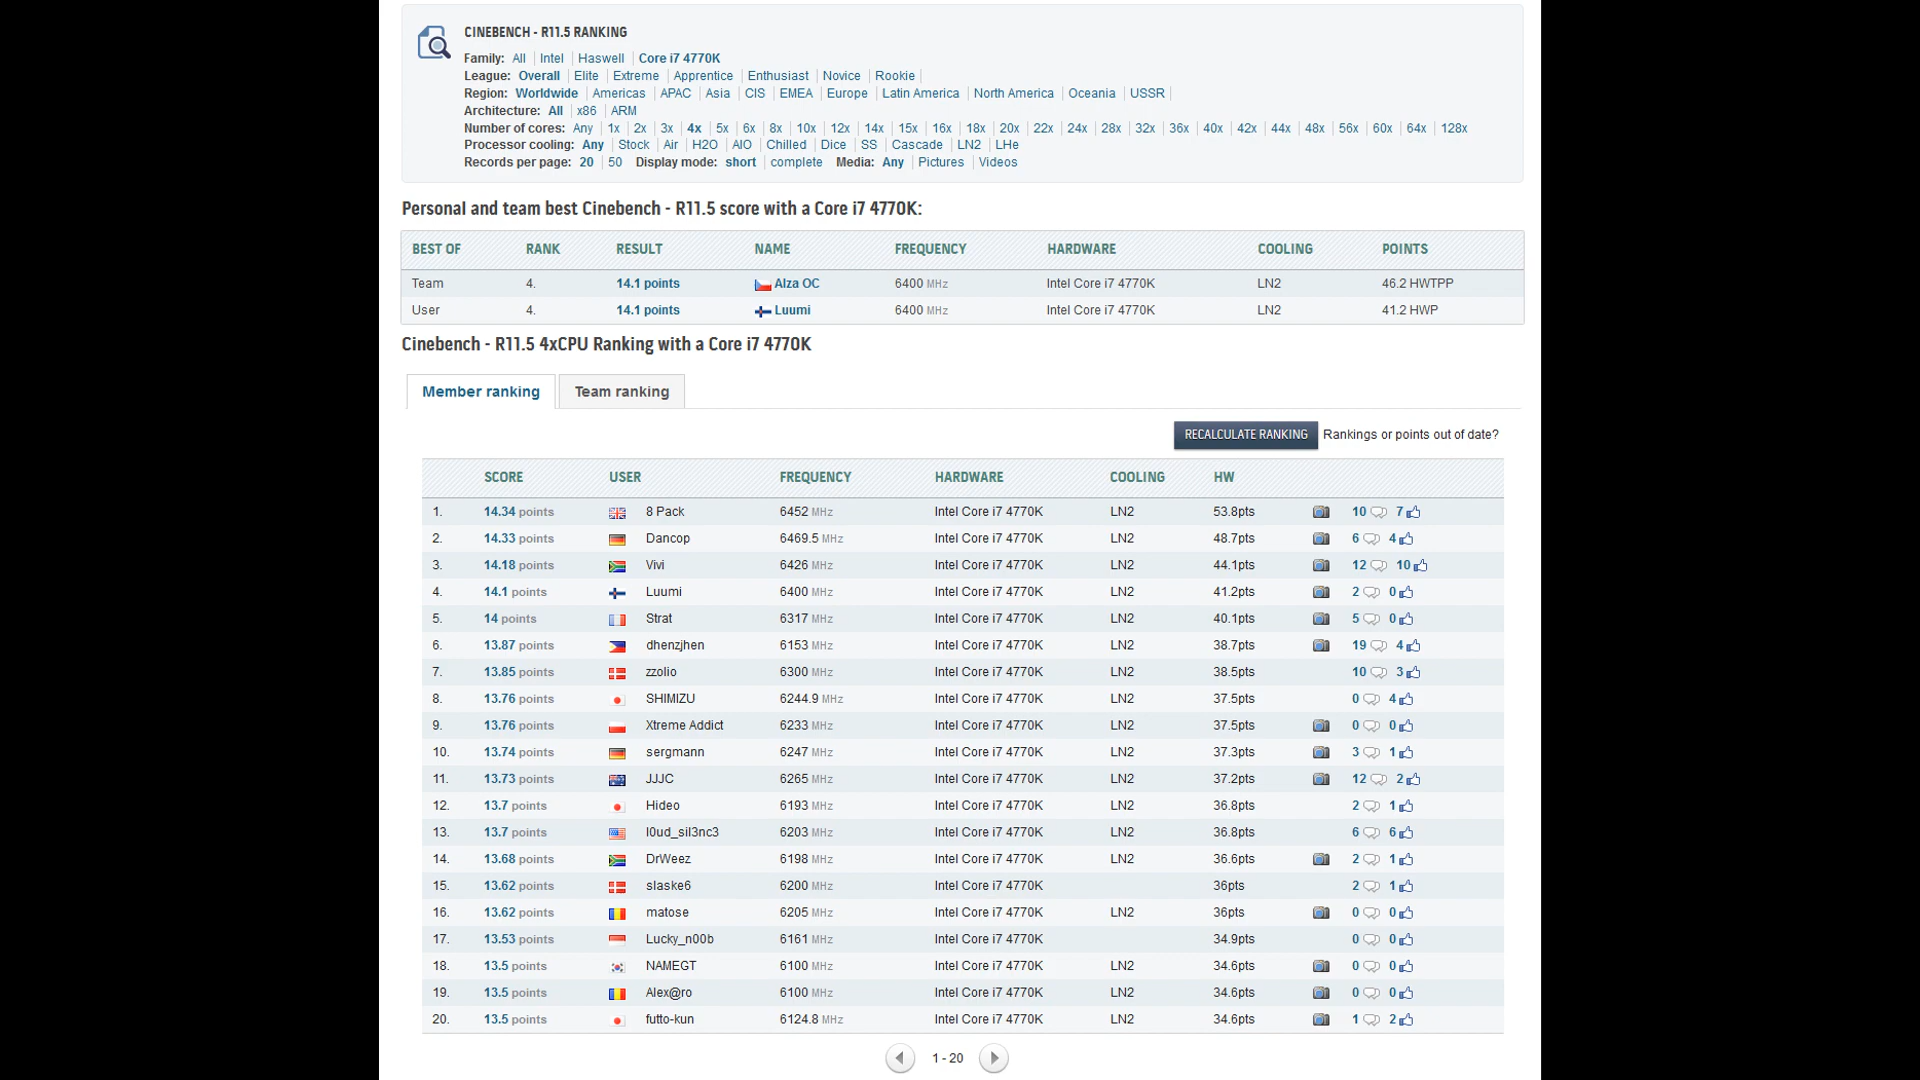 CINEBENCH - R11.5 RANKING
Family: All Intel Haswell Core i7 4770K
League: Overall Elite Extreme Apprentice Enthusiast Novice Rookie
Region: Worldwide Americas APAC Asia CIS EMEA Europe Latin America North America Oceania USSR
Architecture: All x86 ARM
Number of cores: Any 1x 2x 3x 4x 5x 6x 8x 10x 12x 14x 15x 16x 18x 20x 22x 24x 28x 32x 36x 40x 42x 44x 48x 56x 60x 64x 128x
Processor cooling: Any Stock Air H2O AIO Chilled Dice SS Cascade LN2 LHe
Records per page: 20 50 Display mode: short complete Media: Any Pictures Videos
Personal and team best Cinebench - R11.5 score with a Core i7 4770K:
BEST OF RANK RESULT NAME FREQUENCY HARDWARE COOLING POINTS
Team 4. 14.1 points Alza OC 6400 MHz Intel Core i7 4770K LN2 46.2 HWTPP
User 4. 14.1 points Luumi 6400 MHz Intel Core i7 4770K LN2 41.2 HWP
Cinebench - R11.5 4xCPU Ranking with a Core i7 4770K
Member ranking Team ranking
RECALCULATE RANKING Rankings or points out of date?
SCORE USER FREQUENCY HARDWARE COOLING HW
1. 14.34 points 8 Pack 6452 MHz Intel Core i7 4770K LN2 53.8pts 10 7
2. 14.33 points Dancop 6469.5 MHz Intel Core i7 4770K LN2 48.7pts 6 4
3. 14.18 points Vivi 6426 MHz Intel Core i7 4770K LN2 44.1pts 12 10
4. 14.1 points Luumi 6400 MHz Intel Core i7 4770K LN2 41.2pts 2 0
5. 14 points Strat 6317 MHz Intel Core i7 4770K LN2 40.1pts 5 0
6. 13.87 points dhenzjhen 6153 MHz Intel Core i7 4770K LN2 38.7pts 19 4
7. 13.85 points zzolio 6300 MHz Intel Core i7 4770K LN2 38.5pts 10 3
8. 13.76 points SHIMIZU 6244.9 MHz Intel Core i7 4770K LN2 37.5pts 0 4
9. 13.76 points Xtreme Addict 6233 MHz Intel Core i7 4770K LN2 37.5pts 0 0
10. 13.74 points sergmann 6247 MHz Intel Core i7 4770K LN2 37.3pts 3 1
11. 13.73 points JJJC 6265 MHz Intel Core i7 4770K LN2 37.2pts 12 2
12. 13.7 points Hideo 6193 MHz Intel Core i7 4770K LN2 36.8pts 2 1
13. 13.7 points l0ud_sil3nc3 6203 MHz Intel Core i7 4770K LN2 36.8pts 6 6
14. 13.68 points DrWeez 6198 MHz Intel Core i7 4770K LN2 36.6pts 2 1
15. 13.62 points slaske6 6200 MHz Intel Core i7 4770K 36pts 2 1
16. 13.62 points matose 6205 MHz Intel Core i7 4770K LN2 36pts 0 0
17. 13.53 points Lucky_n00b 6161 MHz Intel Core i7 4770K 34.9pts 0 0
18. 13.5 points NAMEGT 6100 MHz Intel Core i7 4770K LN2 34.6pts 0 0
19. 13.5 points Alex@ro 6100 MHz Intel Core i7 4770K LN2 34.6pts 0 0
20. 13.5 points futto-kun 6124.8 MHz Intel Core i7 4770K LN2 34.6pts 1 2
1 - 20